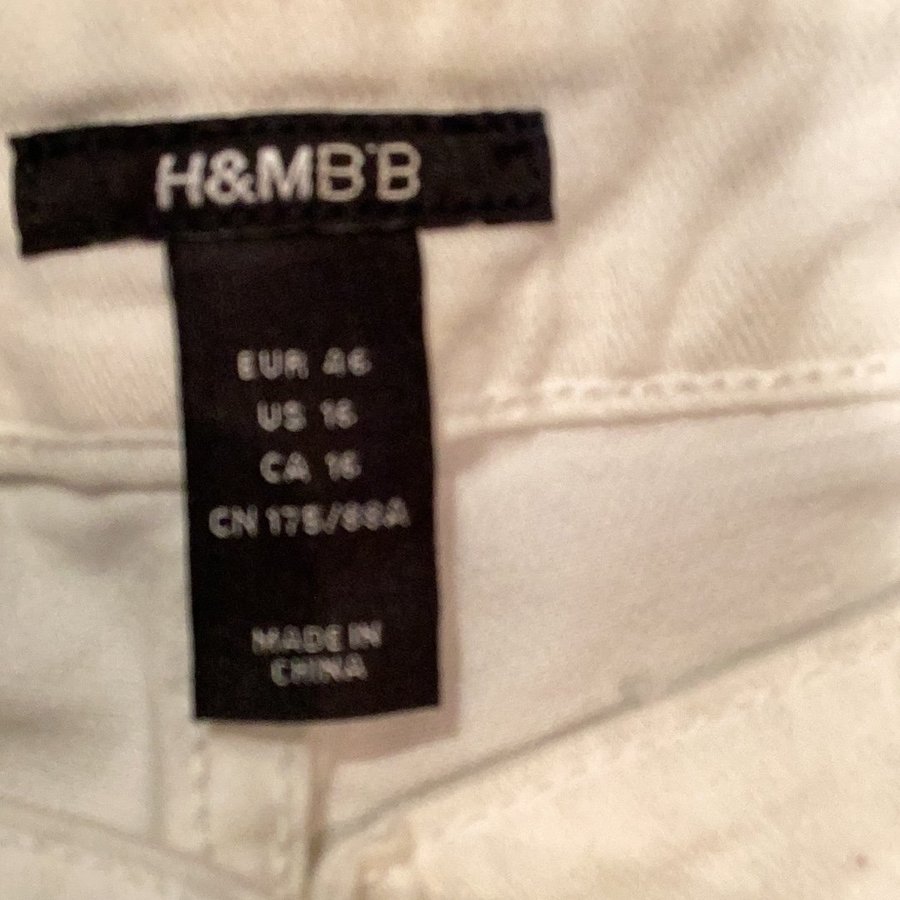 H&MB'B
EUR 46
US 16
CA 16
CN 175/88A
MADE IN
CHINA